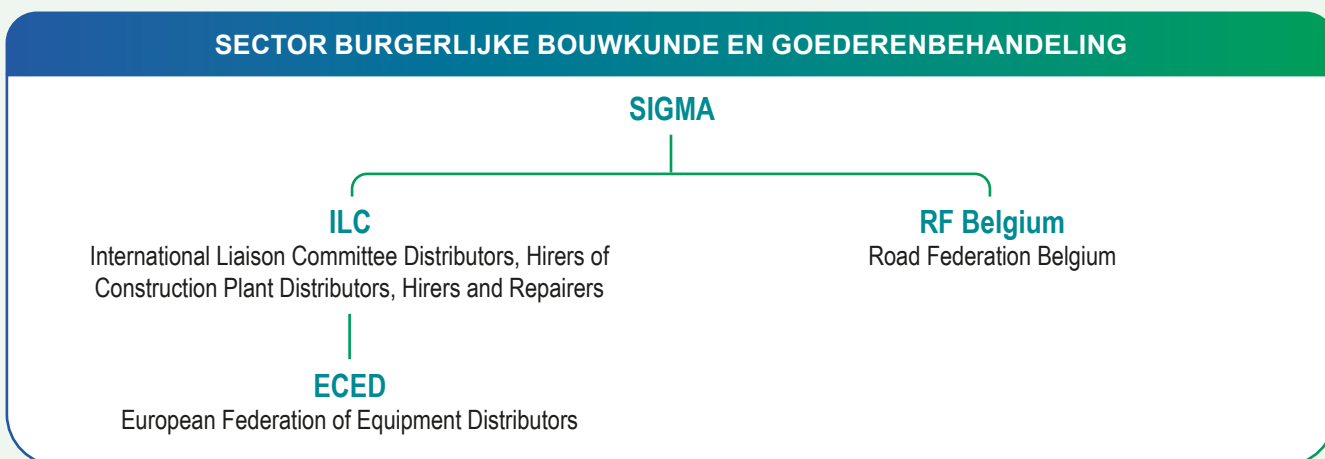 SECTOR BURGERLIJKE BOUWKUNDE EN GOEDERENBEHANDELING
SIGMA
ILC
International Liaison Committee Distributors, Hirers of
Construction Plant Distributors, Hirers and Repairers
RF Belgium
Road Federation Belgium
ECED
European Federation of Equipment Distributors